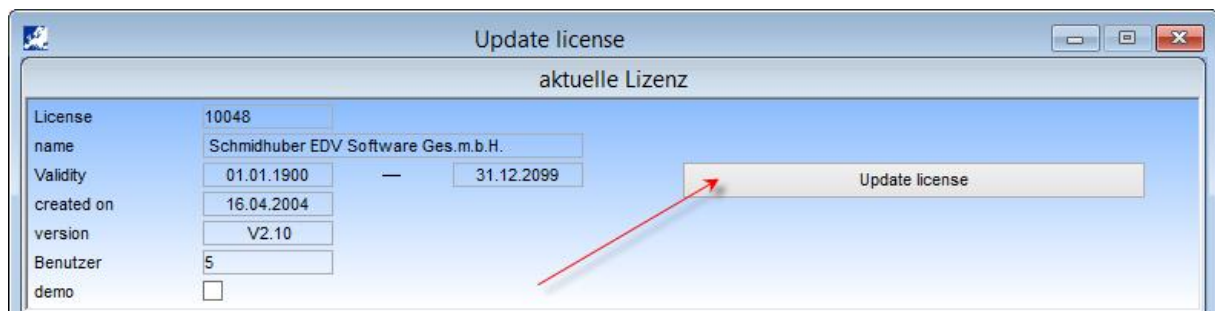 Update license
aktuelle Lizenz
License 10048
name Schmidhuber EDV Software Ges.m.b.H.
Validity 01.01.1900 — 31.12.2099 Update license
created on 16.04.2004
version V2.10
Benutzer 5
demo